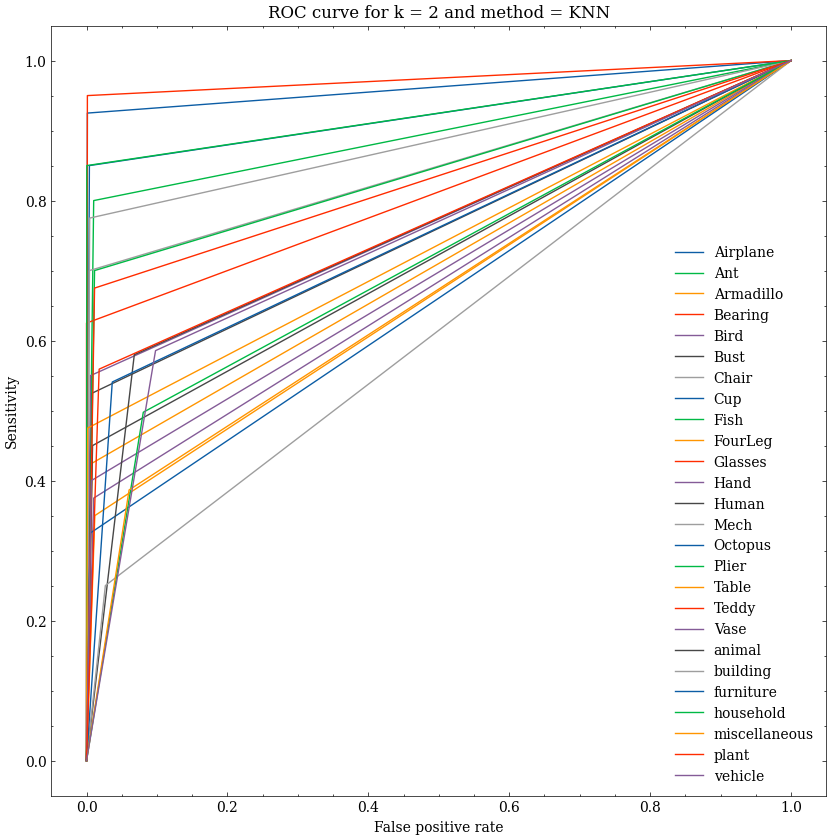 ROC curve for k = 2 and method = KNN
1.0
0.8
0.6
0.4
0.2
0.0
Sensitivity
Airplane
Ant
Armadillo
Bearing
Bird
Bust
Chair
Cup
Fish
FourLeg
Glasses
Hand
Human
Mech
Octopus
Plier
Table
Teddy
Vase
animal
building
furniture
household
miscellaneous
plant
vehicle
0.0 0.2 0.4 0.6 0.8 1.0
False positive rate